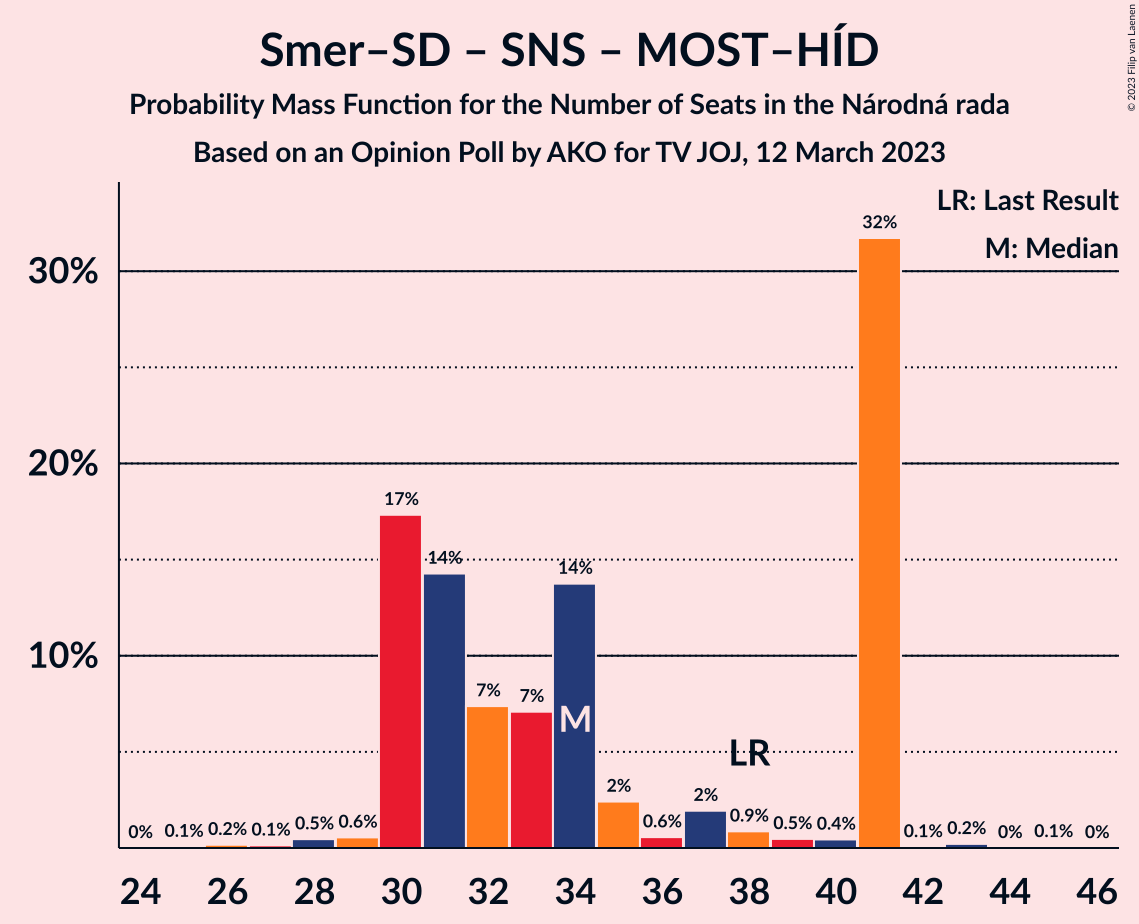 Smer–SD – SNS – MOST–HÍD
Probability Mass Function for the Number of Seats in the Národná rada
Based on an Opinion Poll by AKO for TV JOJ, 12 March 2023
© 2023 Filip van Laenen
LR: Last Result
M: Median
30%
20%
10%
0% 0.1% 0.2% 0.1% 0.5% 0.6% 17% 14% 7% 7% 14% 2% 0.6% 2% 0.9% 0.5% 0.4% 32% 0.1% 0.2% 0% 0.1% 0%
M
LR
24 26 28 30 32 34 36 38 40 42 44 46